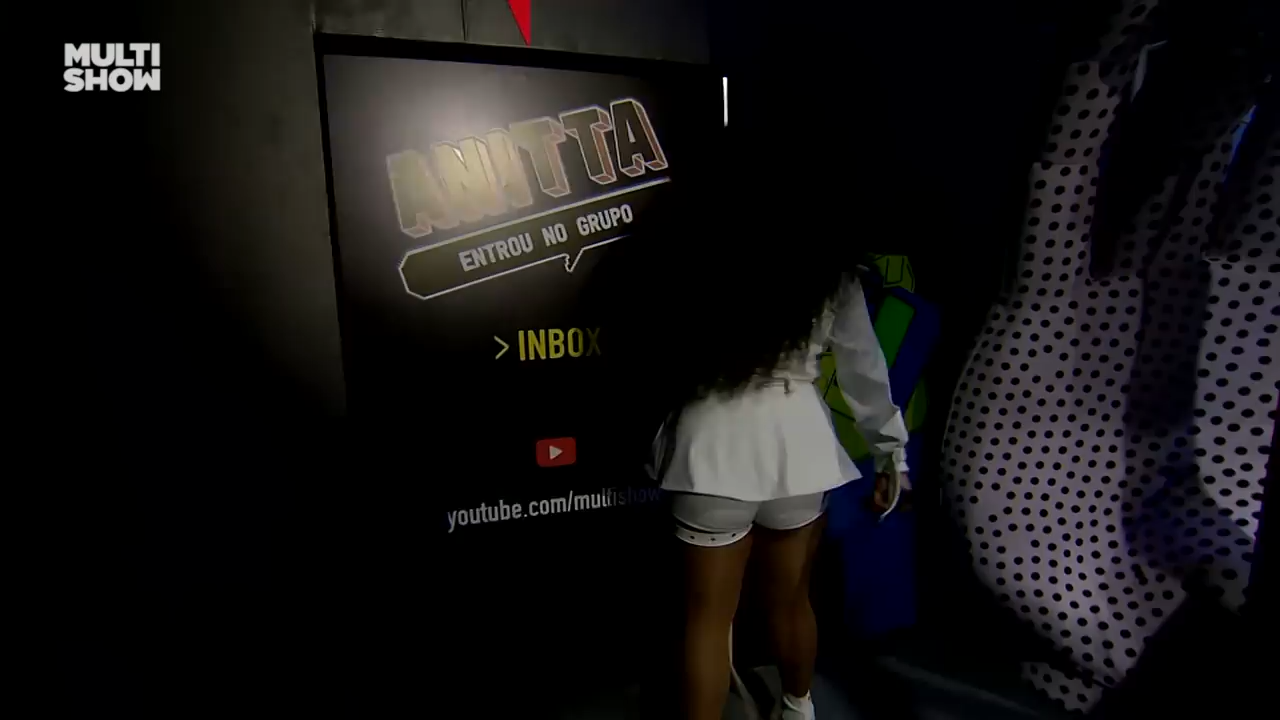 MULTI
SHOW
ANITTA
ENTROU NO GRUPO
> INBOX
youtube.com/multishow